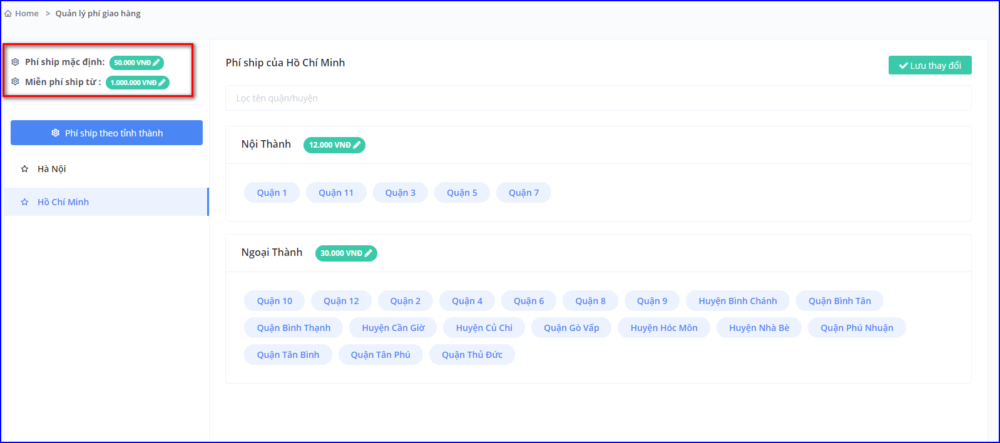 Home > Quản lý phí giao hàng
Phí ship mặc định: 50.000 VNĐ
Miễn phí ship từ : 1.000.000 VNĐ
Phí ship theo tỉnh thành
Hà Nội
Hồ Chí Minh
Phí ship của Hồ Chí Minh
Lưu thay đổi
Lọc tên quận/huyện
Nội Thành 12.000 VNĐ
Quận 1 Quận 11 Quận 3 Quận 5 Quận 7
Ngoại Thành 30.000 VNĐ
Quận 10 Quận 12 Quận 2 Quận 4 Quận 6 Quận 8 Quận 9 Huyện Bình Chánh Quận Bình Tân
Quận Bình Thạnh Huyện Cần Giờ Huyện Củ Chi Quận Gò Vấp Huyện Hóc Môn Huyện Nhà Bè Quận Phú Nhuận
Quận Tân Bình Quận Tân Phú Quận Thủ Đức